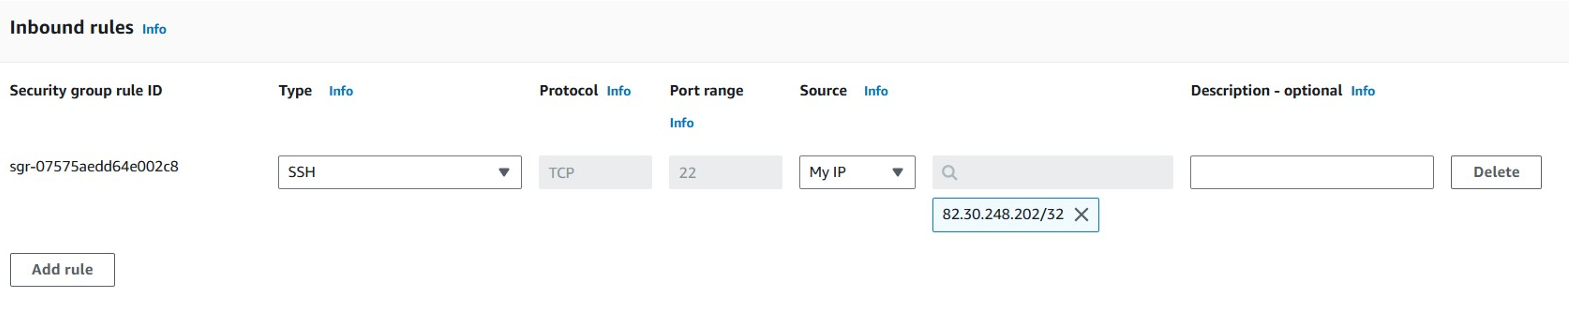 Inbound rules Info
Security group rule ID Type Info Protocol Info Port range Info Source Info Description - optional Info
sgr-07575aedd64e002c8 SSH TCP 22 My IP Delete
82.30.248.202/32
Add rule